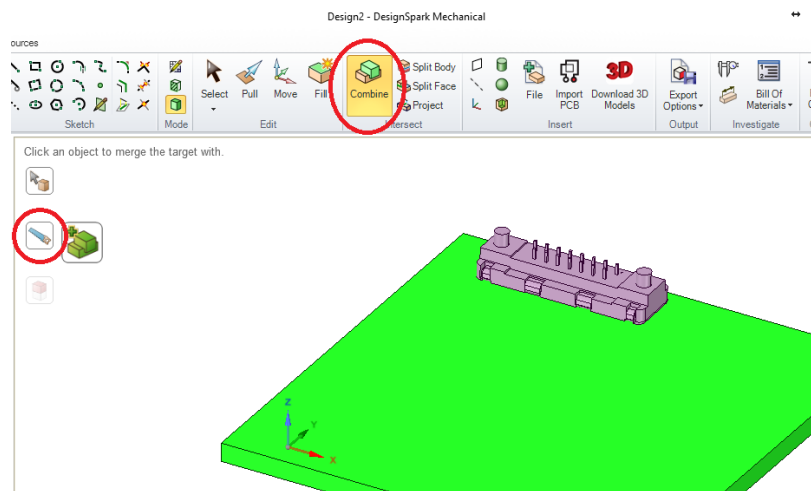 Design2 - DesignSpark Mechanical
ources
Select
Pull
Move
Fill
Combine
Split Body
Split Face
Project
File
Import
PCB
3D
Download 3D
Models
Export
Options
Bill Of
Materials
Sketch
Mode
Edit
Intersect
Insert
Output
Investigate
Click an object to merge the target with.
Z
Y
X